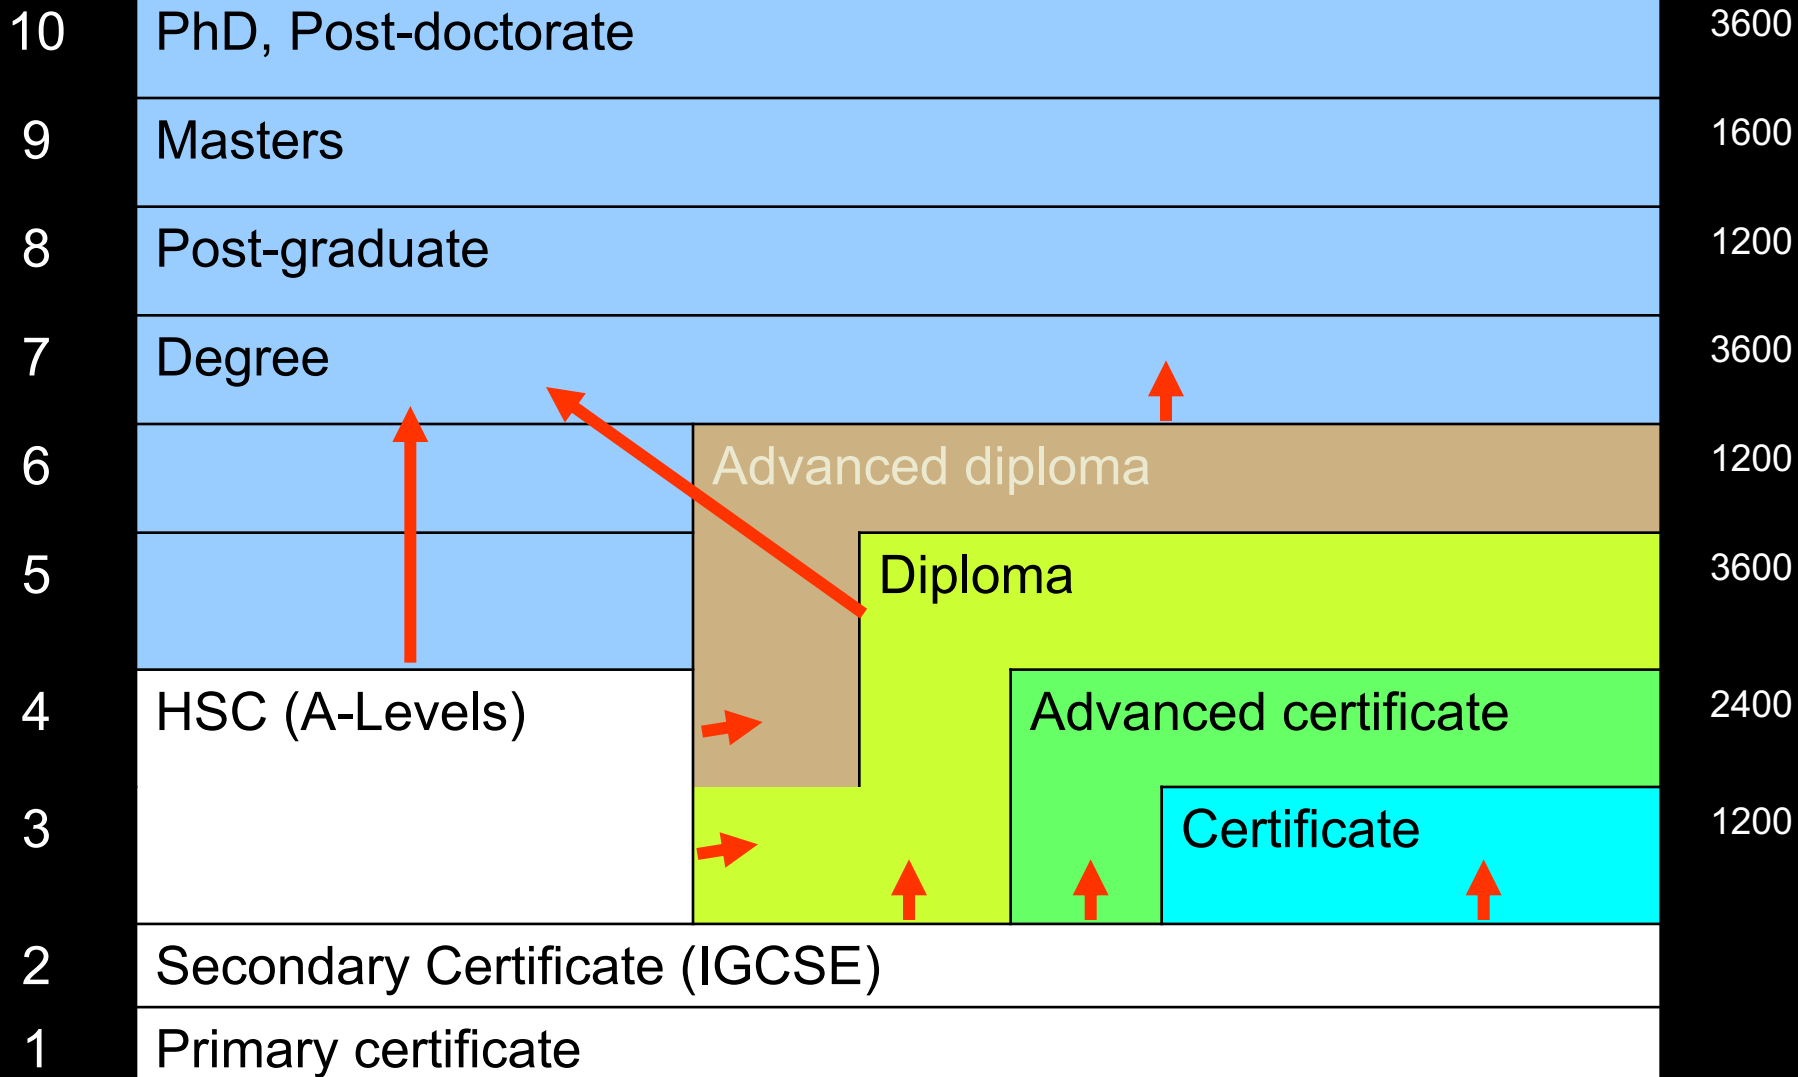 10 PhD, Post-doctorate 3600
9 Masters 1600
8 Post-graduate 1200
7 Degree 3600
6 Advanced diploma 1200
5 Diploma 3600
4 HSC (A-Levels) Advanced certificate 2400
3 Certificate 1200
2 Secondary Certificate (IGCSE)
1 Primary certificate